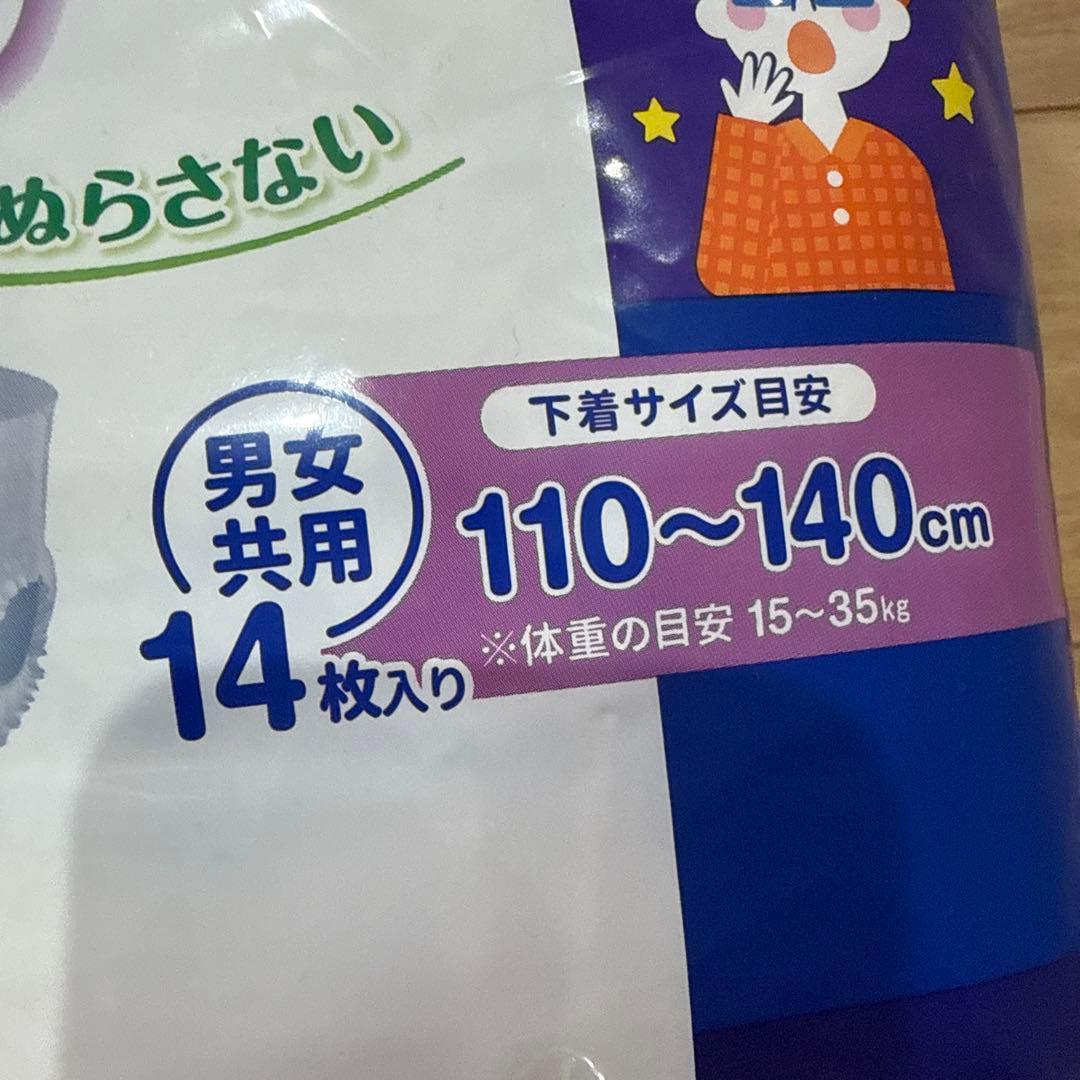 ぬらさない
下着サイズ目安
男女
共用
110〜140cm
※体重の目安 15〜35kg
14枚入り